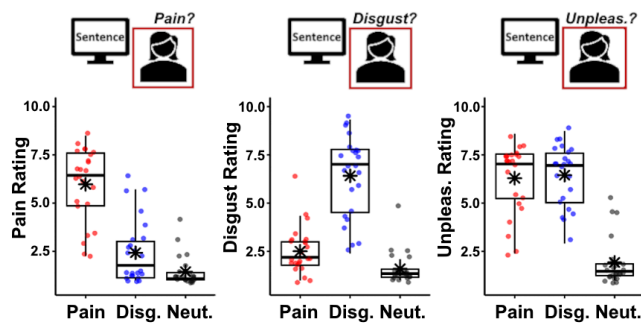 Pain?
Sentence
Disgust?
Sentence
Unpleas.?
Sentence
Pain Rating
10.0
7.5
5.0
2.5
Pain Disg. Neut.
Disgust Rating
10.0
7.5
5.0
2.5
Pain Disg. Neut.
Unpleas. Rating
10.0
7.5
5.0
2.5
Pain Disg. Neut.